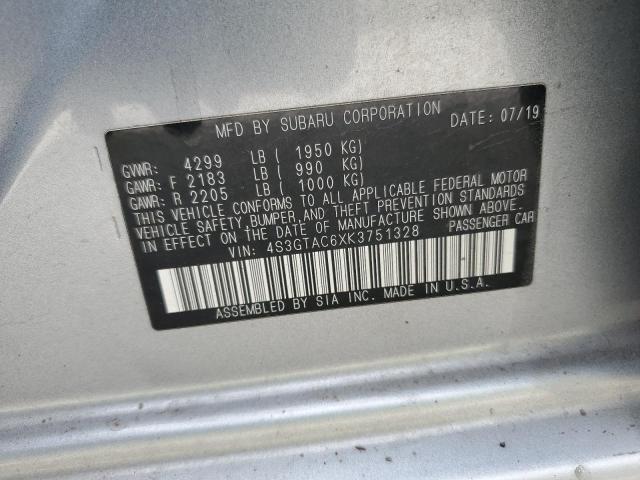 MFD BY SUBARU CORPORATION DATE: 07/19
GVWR: 4299 LB ( 1950 KG)
GAWR: F 2183 LB ( 990 KG)
GAWR: R 2205 LB ( 1000 KG)
THIS VEHICLE CONFORMS TO ALL APPLICABLE FEDERAL MOTOR
VEHICLE SAFETY,BUMPER,AND THEFT PREVENTION STANDARDS
IN EFFECT ON THE DATE OF MANUFACTURE SHOWN ABOVE.
VIN: 4S3GTAC6XK3751328 PASSENGER CAR
ASSEMBLED BY SIA INC. MADE IN U.S.A.